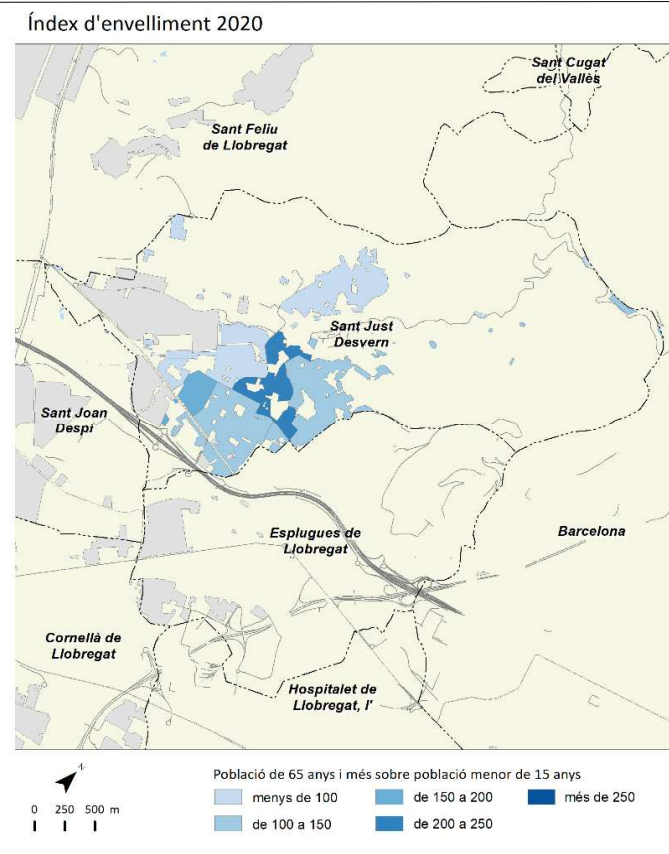 Índex d'envelliment 2020
Sant Cugat
del Vallès
Sant Feliu
de Llobregat
Sant Just
Desvern
Sant Joan
Despí
Esplugues de
Llobregat
Barcelona
Cornellà de
Llobregat
Hospitalet de
Llobregat, l'
N
0 250 500 m
Població de 65 anys i més sobre població menor de 15 anys
menys de 100
de 150 a 200
més de 250
de 100 a 150
de 200 a 250